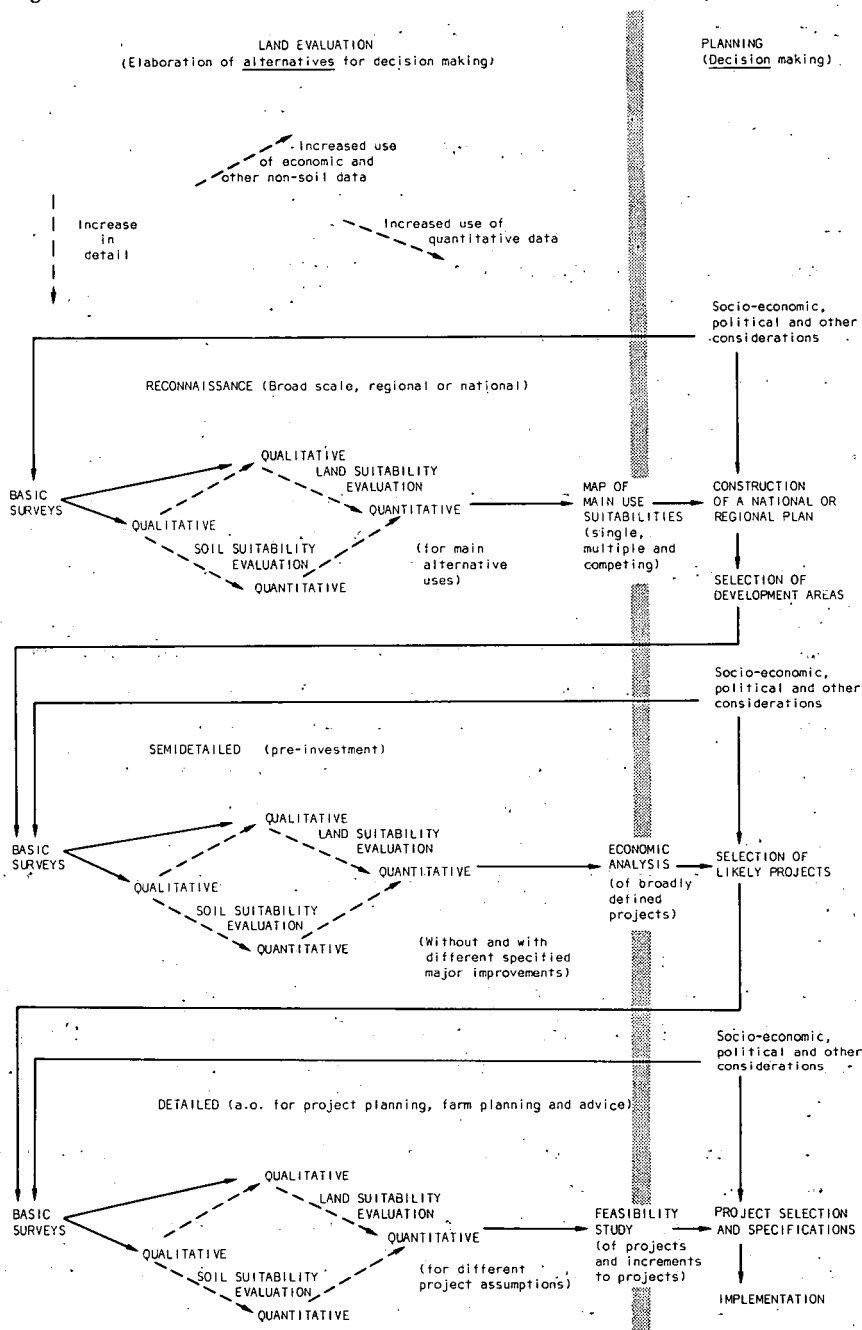 LAND EVALUATION
(Elaboration of alternatives for decision making)
PLANNING
(Decision making)
Increased use
of economic and
other non-soil data
Increase
in
detail
Increased use of
quantitative data
Socio-economic,
political and other
considerations
RECONNAISSANCE (Broad scale, regional or national)
BASIC
SURVEYS
QUALITATIVE
LAND SUITABILITY
EVALUATION
QUANTITATIVE
QUALITATIVE
SOIL SUITABILITY
EVALUATION
QUANTITATIVE
(for main
alternative
uses)
MAP OF
MAIN USE
SUITABILITIES
(single,
multiple and
competing)
CONSTRUCTION
OF A NATIONAL OR
REGIONAL PLAN
SELECTION OF
DEVELOPMENT AREAS
Socio-economic,
political and other
considerations
SEMIDETAILED (pre-investment)
BASIC
SURVEYS
QUALITATIVE
LAND SUITABILITY
EVALUATION
QUANTITATIVE
QUALITATIVE
SOIL SUITABILITY
EVALUATION
QUANTITATIVE
(Without and with
different specified
major improvements)
ECONOMIC
ANALYSIS
(of broadly
defined
projects)
SELECTION OF
LIKELY PROJECTS
Socio-economic,
political and other
considerations
DETAILED (a.o. for project planning, farm planning and advice)
BASIC
SURVEYS
QUALITATIVE
LAND SUITABILITY
EVALUATION
QUANTITATIVE
QUALITATIVE
SOIL SUITABILITY
EVALUATION
QUANTITATIVE
(for different
project assumptions)
FEASIBILITY
STUDY
(of projects
and increments
to projects)
PROJECT SELECTION
AND SPECIFICATIONS
IMPLEMENTATION